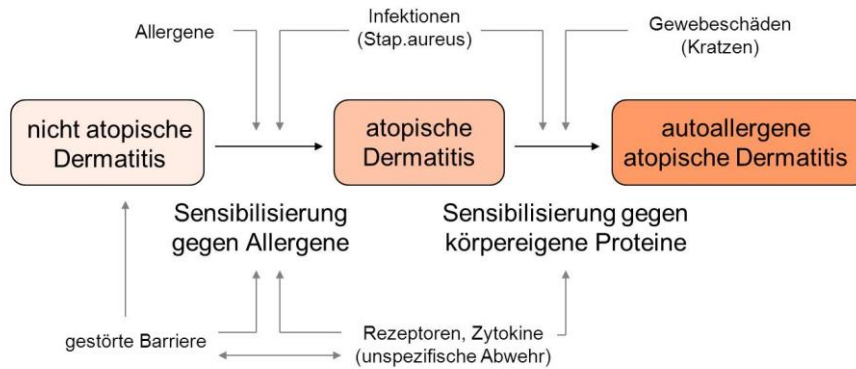 Allergene
Infektionen
(Stap.aureus)
Gewebeschäden
(Kratzen)
nicht atopische
Dermatitis
atopische
Dermatitis
autoallergene
atopische Dermatitis
Sensibilisierung
gegen Allergene
Sensibilisierung gegen
körpereigene Proteine
gestörte Barriere
Rezeptoren, Zytokine
(unspezifische Abwehr)